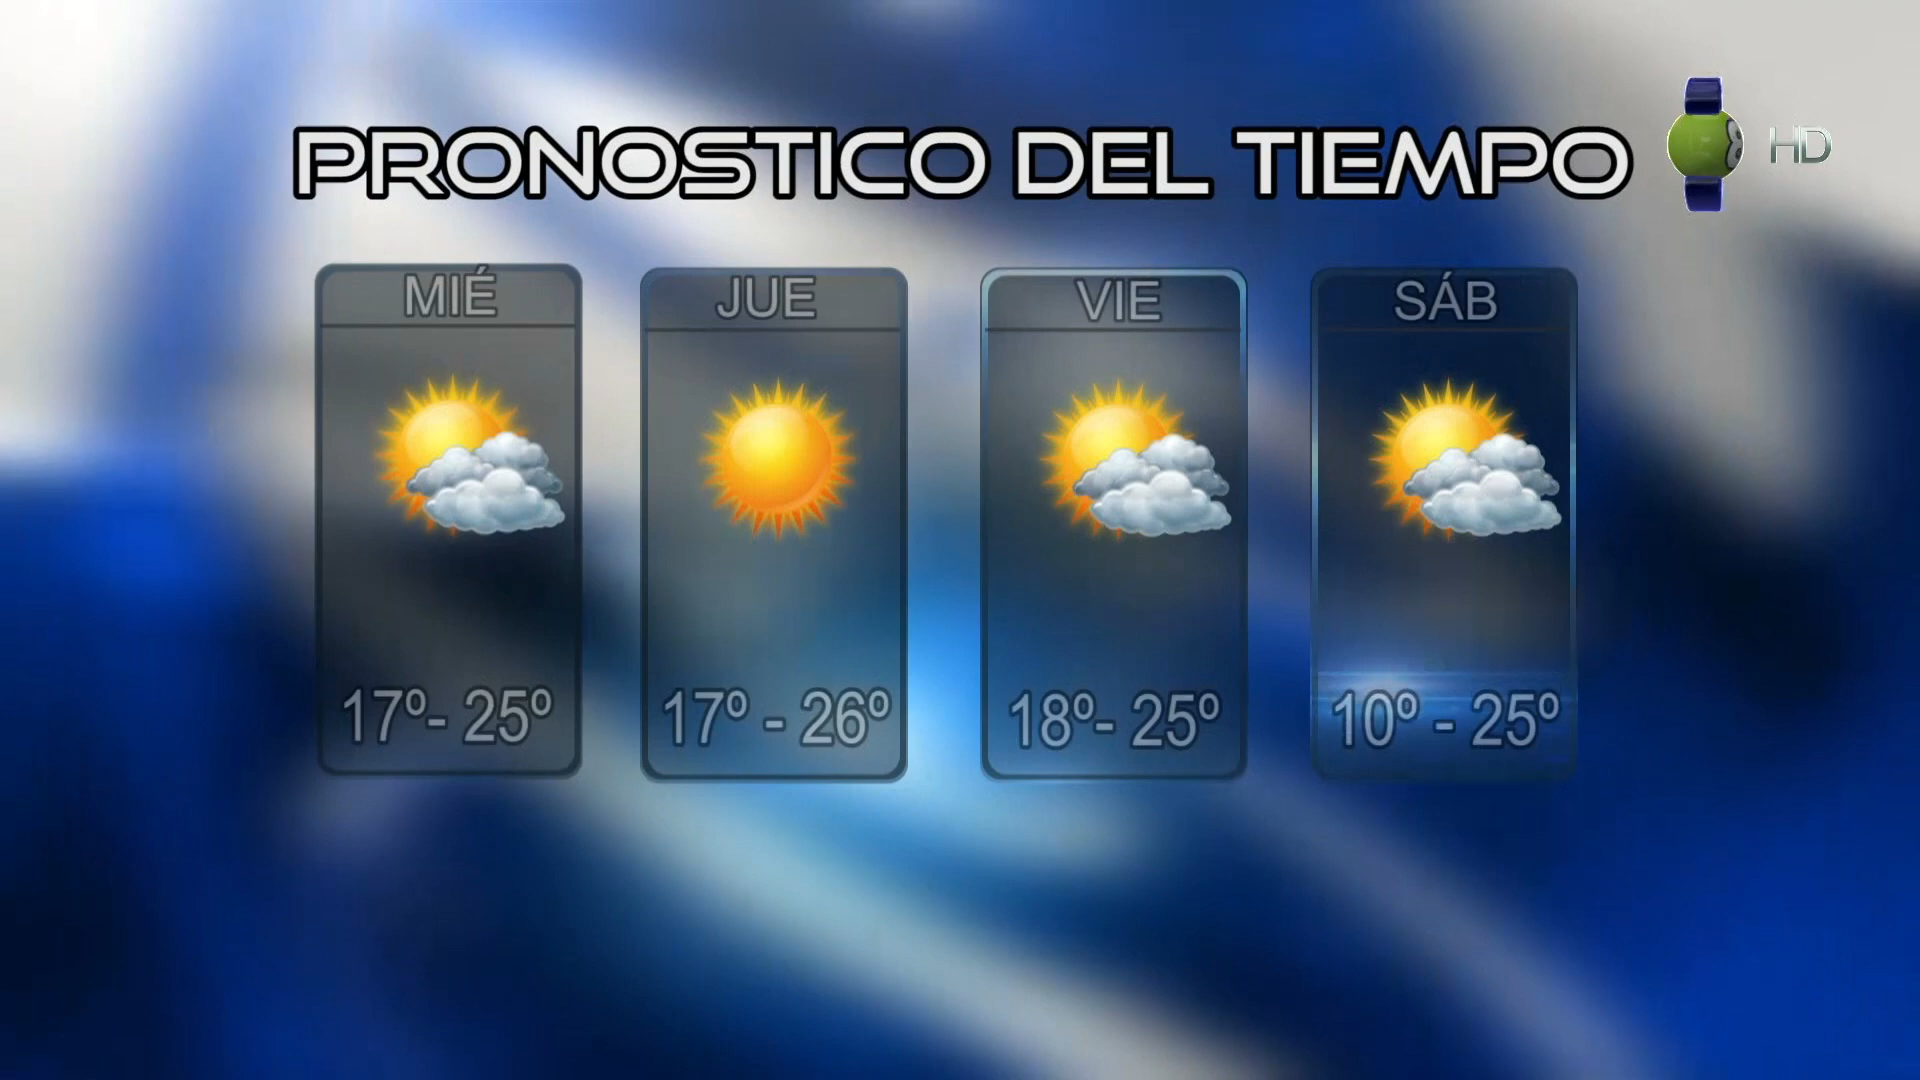 PRONOSTICO DEL TIEMPO
HD
MIÉ
JUE
VIE
SÁB
17º- 25º
17º - 26º
18º- 25º
10º - 25º